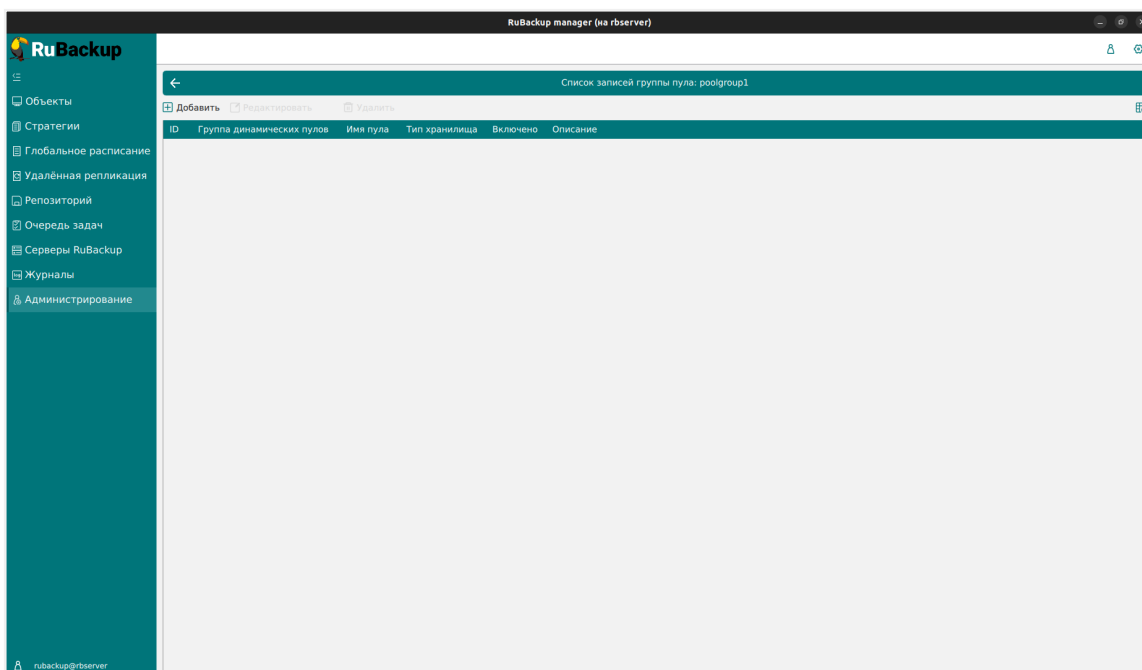 RuBackup manager (на rbserver)
RuBackup
Список записей группы пула: poolgroup1
Добавить Редактировать Удалить
ID Группа динамических пулов Имя пула Тип хранилища Включено Описание
Объекты
Стратегии
Глобальное расписание
Удалённая репликация
Репозиторий
Очередь задач
Серверы RuBackup
Журналы
Администрирование
rubackup@rbserver